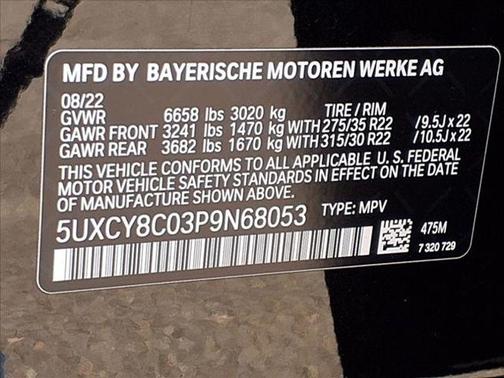 MFD BY BAYERISCHE MOTOREN WERKE AG
08/22 TIRE / RIM
GVWR 6658 lbs 3020 kg
GAWR FRONT 3241 lbs 1470 kg WITH 275/35 R22 / 9.5J x 22
GAWR REAR 3682 lbs 1670 kg WITH 315/30 R22 / 10.5J x 22
THIS VEHICLE CONFORMS TO ALL APPLICABLE U. S. FEDERAL
MOTOR VEHICLE SAFETY STANDARDS IN EFFECT ON THE DATE
OF MANUFACTURE SHOWN ABOVE.
5UXCY8C03P9N68053 TYPE: MPV
475M
7 320 729